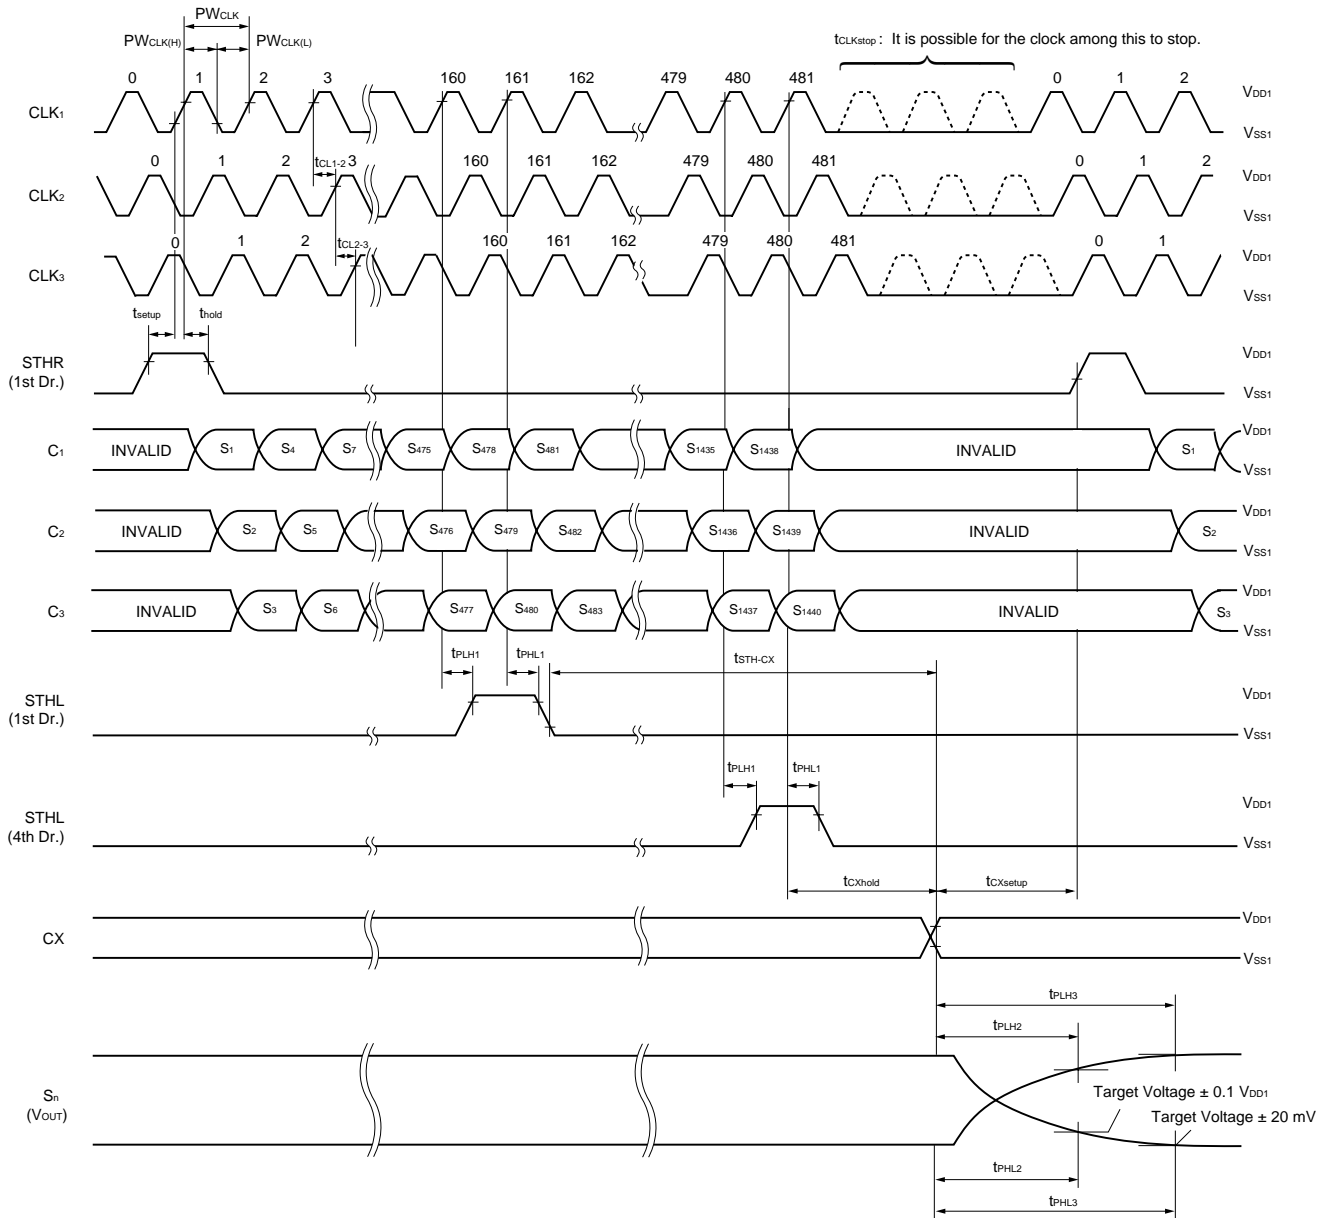 PWCLK
PWCLK(H) PWCLK(L)
tCLKstop : It is possible for the clock among this to stop.
0 1 2 3 160 161 162 479 480 481 0 1 2
CLK1 VDD1
VSS1
0 1 2 tCL1-2 3 160 161 162 479 480 481 0 1 2
CLK2 VDD1
VSS1
0 1 2 tCL2-3 160 161 162 479 480 481 0 1
CLK3 VDD1
VSS1
tsetup thold
STHR VDD1
(1st Dr.) VSS1
C1 INVALID S1 S4 S7 S475 S478 S481 S1435 S1438 INVALID S1 VDD1
VSS1
C2 INVALID S2 S5 S476 S479 S482 S1436 S1439 INVALID S2 VDD1
VSS1
C3 INVALID S3 S6 S477 S480 S483 S1437 S1440 INVALID S3 VDD1
VSS1
tPLH1 tPHL1 tSTH-CX
STHL VDD1
(1st Dr.) VSS1
tPLH1 tPHL1
STHL VDD1
(4th Dr.) VSS1
tCXhold tCXsetup
CX VDD1
VSS1
tPLH3
tPLH2
Sn
(VOUT)
Target Voltage ± 0.1 VDD1
Target Voltage ± 20 mV
tPHL2
tPHL3